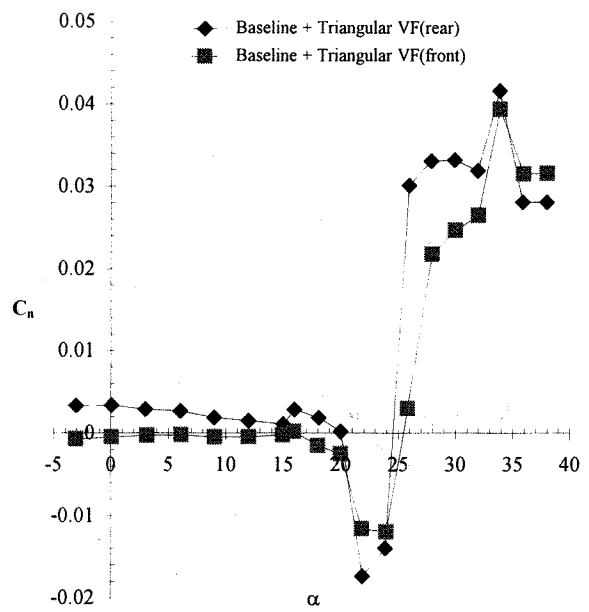 0.05
Baseline + Triangular VF(rear)
Baseline + Triangular VF(front)
0.04
0.03
0.02
Cn
0.01
0
-5 0 5 10 15 20 25 30 35 40
-0.01
-0.02
α